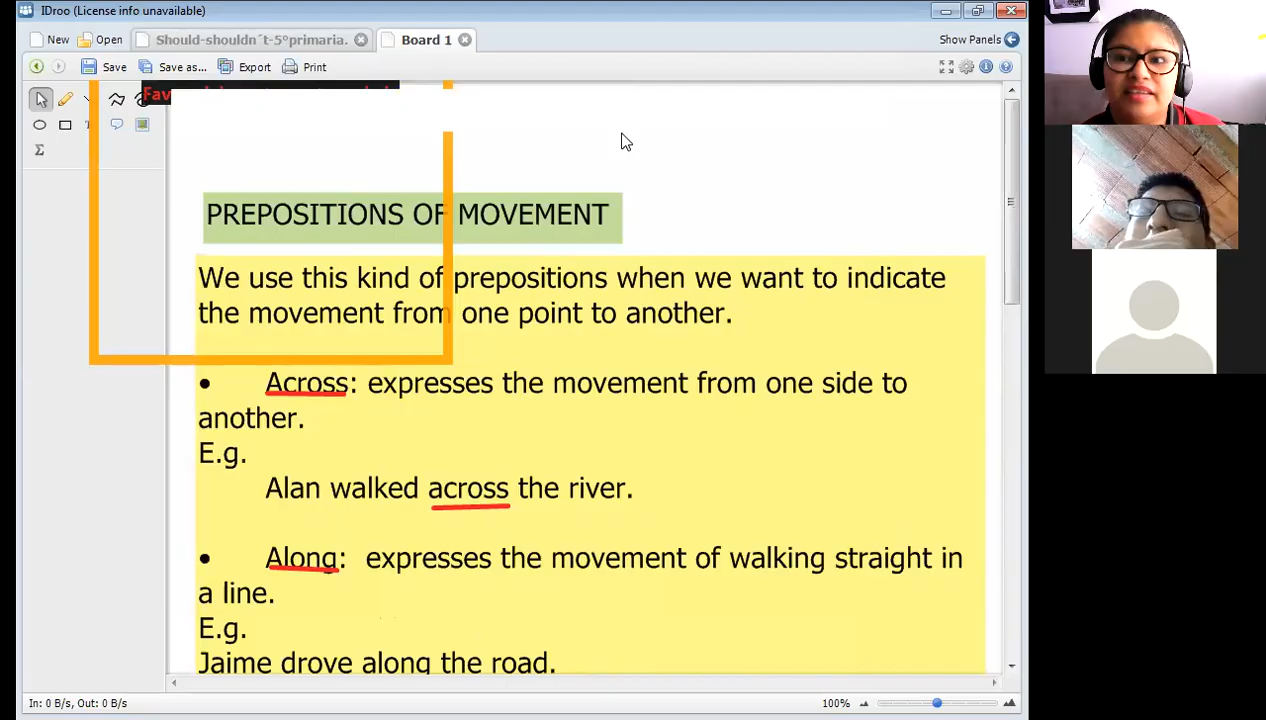 IDroo (License info unavailable)
New Open Should-shouldn´t-5°primaria. Board 1 Show Panels
Save Save as... Export Print
PREPOSITIONS OF MOVEMENT
We use this kind of prepositions when we want to indicate
the movement from one point to another.
• Across: expresses the movement from one side to
another.
E.g.
Alan walked across the river.
• Along: expresses the movement of walking straight in
a line.
E.g.
Jaime drove along the road.
In: 0 B/s, Out: 0 B/s 100%